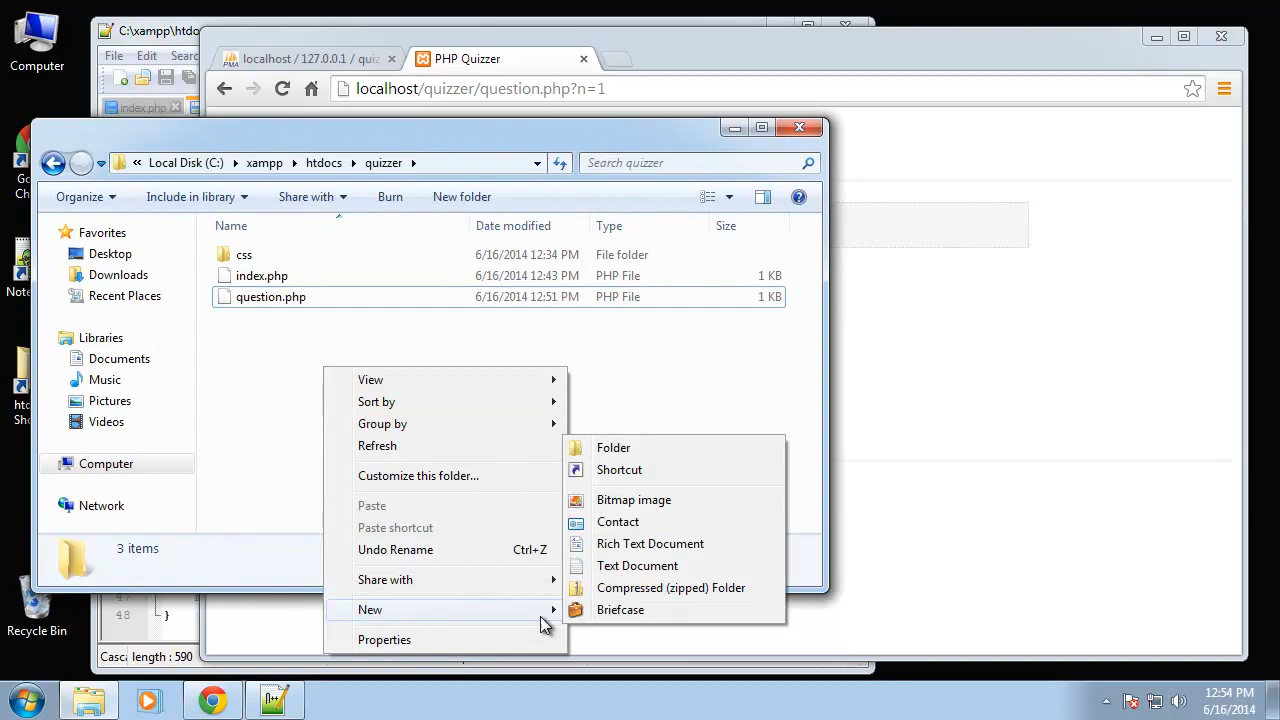 Computer
C:\xampp\htdo
File Edit Searc
index.php
localhost / 127.0.0.1 / quiz
PHP Quizzer
localhost/quizzer/question.php?n=1
« Local Disk (C:) xampp htdocs quizzer
Search quizzer
Organize Include in library Share with Burn New folder
Name Date modified Type Size
Favorites
Desktop
Downloads
Recent Places
Libraries
Documents
Music
Pictures
Videos
Computer
Network
css 6/16/2014 12:34 PM File folder
index.php 6/16/2014 12:43 PM PHP File 1 KB
question.php 6/16/2014 12:51 PM PHP File 1 KB
3 items
View
Sort by
Group by
Refresh
Customize this folder...
Paste
Paste shortcut
Undo Rename Ctrl+Z
Share with
New
Properties
Folder
Shortcut
Bitmap image
Contact
Rich Text Document
Text Document
Compressed (zipped) Folder
Briefcase
Go
Ch
Note
htd
Sho
Recycle Bin
48 }
Casc length : 590
12:54 PM
6/16/2014